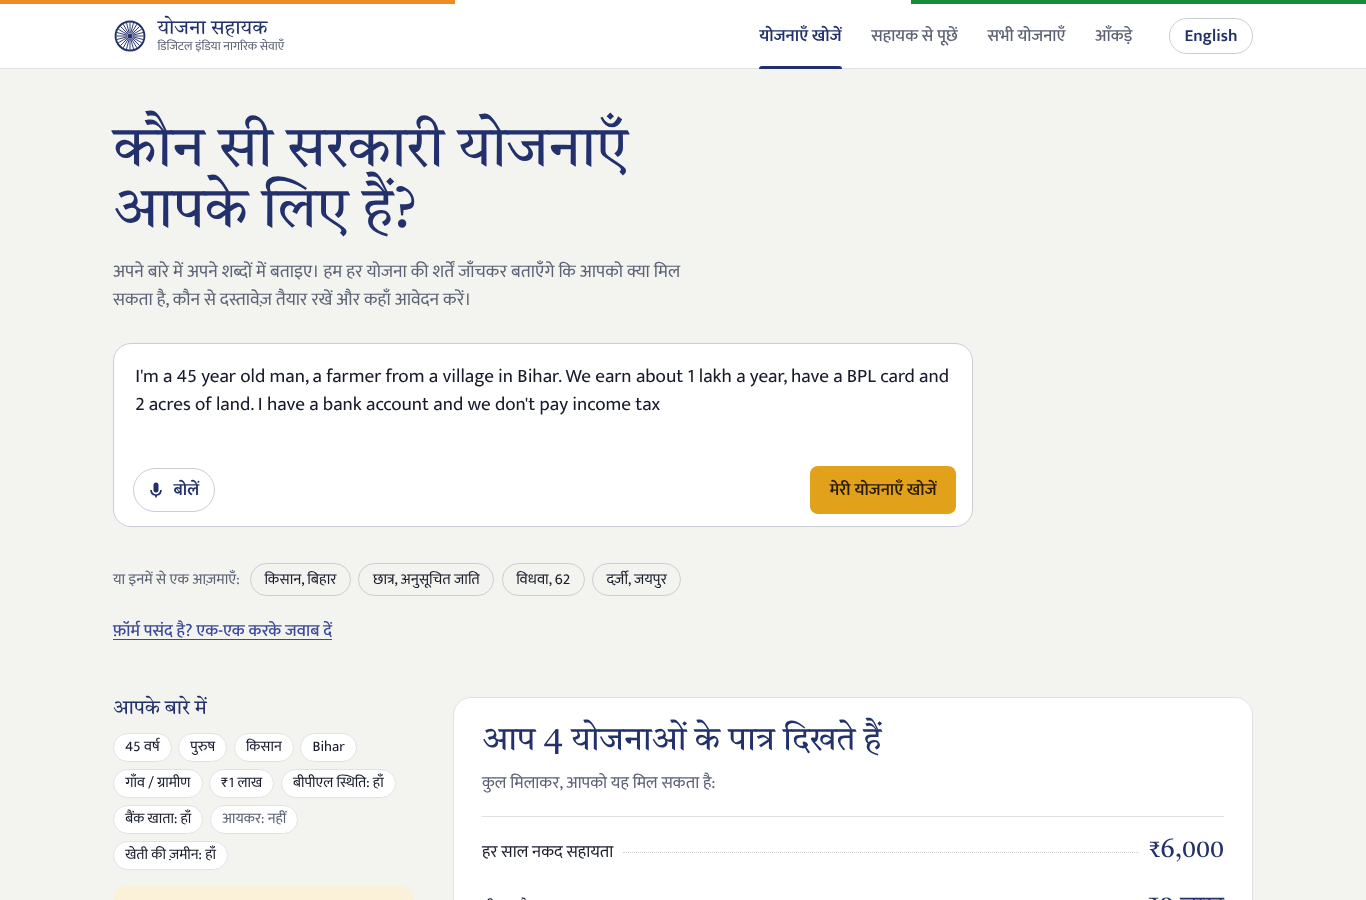 योजना सहायक
डिजिटल इंडिया नागरिक सेवाएँ
योजनाएँ खोजें
सहायक से पूछें
सभी योजनाएँ
आँकड़े
English
कौन सी सरकारी योजनाएँ
आपके लिए हैं?
अपने बारे में अपने शब्दों में बताइए। हम हर योजना की शर्तें जाँचकर बताएँगे कि आपको क्या मिल
सकता है, कौन से दस्तावेज़ तैयार रखें और कहाँ आवेदन करें।
I'm a 45 year old man, a farmer from a village in Bihar. We earn about 1 lakh a year, have a BPL card and
2 acres of land. I have a bank account and we don't pay income tax
बोलें
मेरी योजनाएँ खोजें
या इनमें से एक आज़माएँ:
किसान, बिहार
छात्र, अनुसूचित जाति
विधवा, 62
दर्ज़ी, जयपुर
फ़ॉर्म पसंद है? एक-एक करके जवाब दें
आपके बारे में
45 वर्ष
पुरुष
किसान
Bihar
गाँव / ग्रामीण
₹1 लाख
बीपीएल स्थिति: हाँ
बैंक खाता: हाँ
आयकर: नहीं
खेती की ज़मीन: हाँ
आप 4 योजनाओं के पात्र दिखते हैं
कुल मिलाकर, आपको यह मिल सकता है:
हर साल नकद सहायता
₹6,000